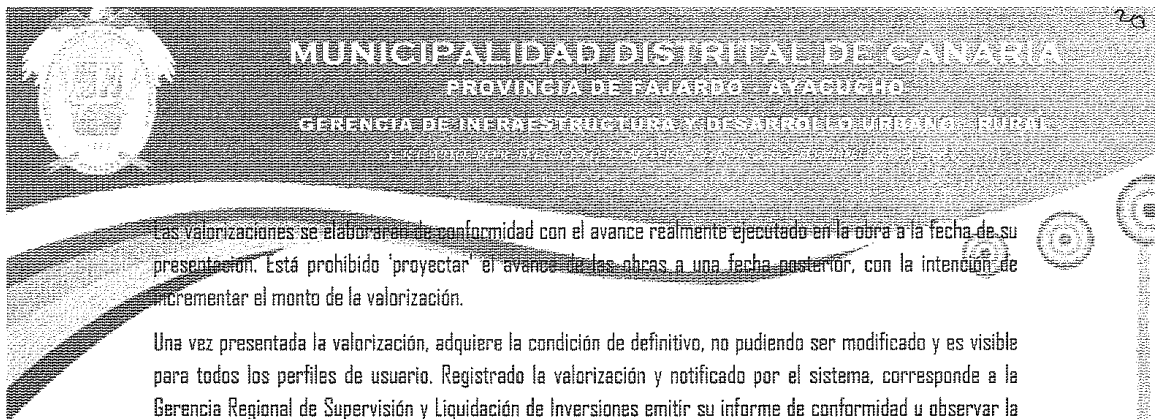 20
MUNICIPALIDAD DISTRITAL DE CANARIA
PROVINCIA DE FAJARDO - AYACUCHO
GERENCIA DE INFRAESTRUCTURA Y DESARROLLO URBANO - RURAL
Las valorizaciones se elaboraran de conformidad con el avance realmente ejecutado en la obra a la fecha de su
presentación. Está prohibido 'proyectar' el avance de las obras a una fecha posterior, con la intención de
incrementar el monto de la valorización.
Una vez presentada la valorización, adquiere la condición de definitivo, no pudiendo ser modificado y es visible
para todos los perfiles de usuario. Registrado la valorización y notificado por el sistema, corresponde a la
Gerencia Regional de Supervisión y Liquidación de Inversiones emitir su informe de conformidad u observar la